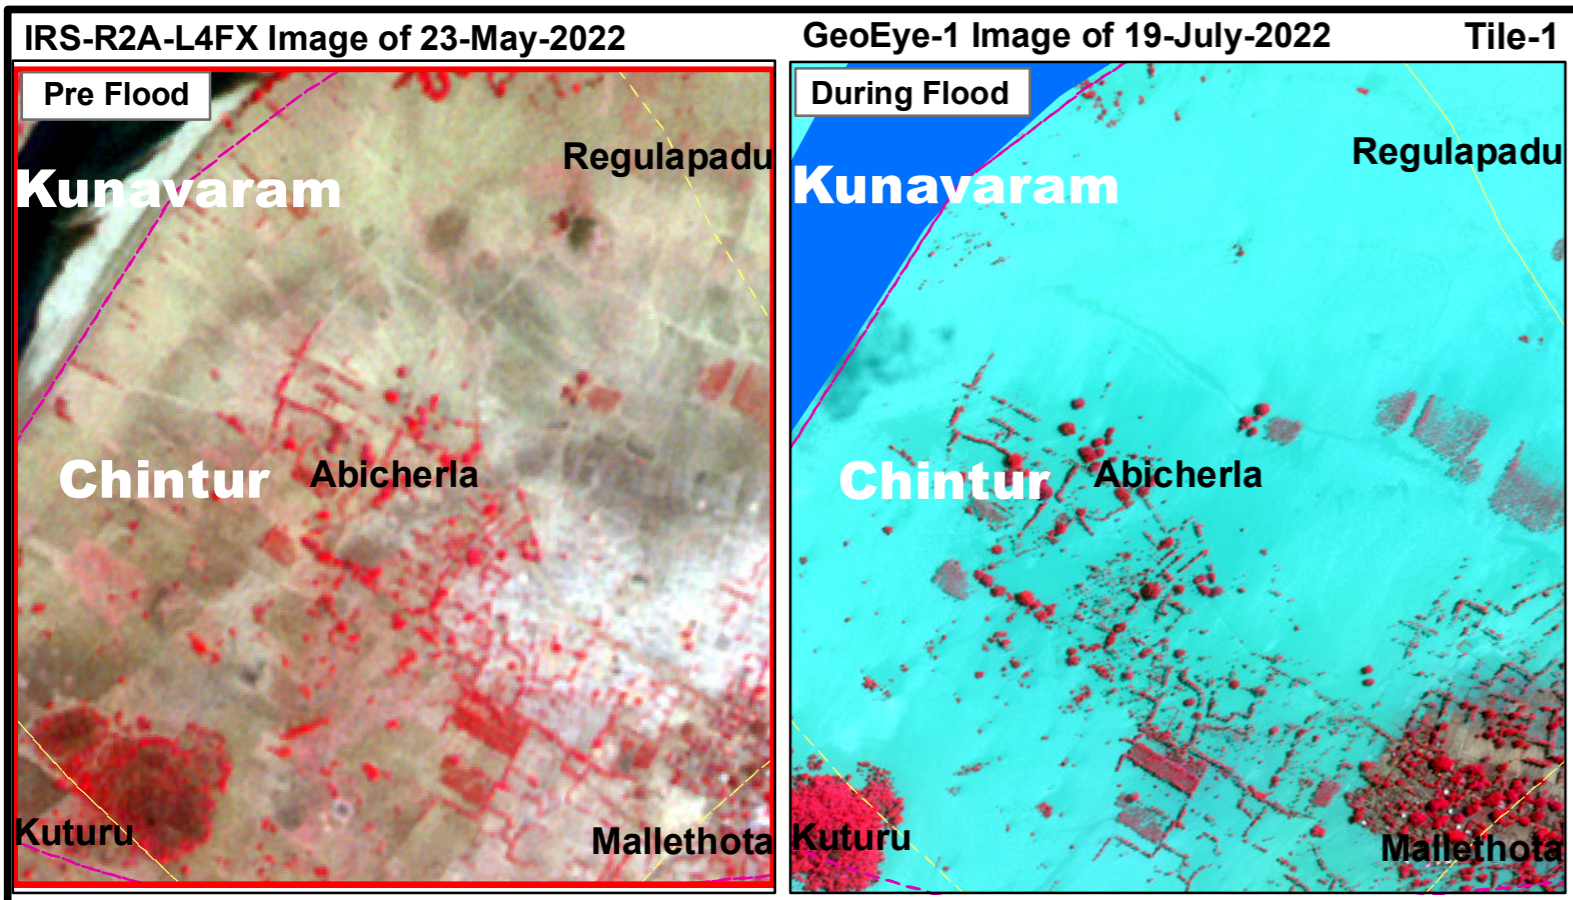 IRS-R2A-L4FX Image of 23-May-2022
Pre Flood
Regulapadu
Kunavaram
Chintur
Abicherla
Kuturu
Mallethota
GeoEye-1 Image of 19-July-2022
Tile-1
During Flood
Regulapadu
Kunavaram
Chintur
Abicherla
Kuturu
Mallethota